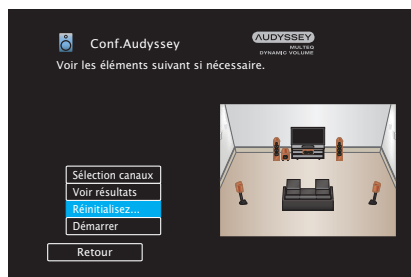 Conf.Audyssey
AUDYSSEY
MULTEQ
DYNAMIC VOLUME
Voir les éléments suivant si nécessaire.
Sélection canaux
Voir résultats
Réinitialisez...
Démarrer
Retour